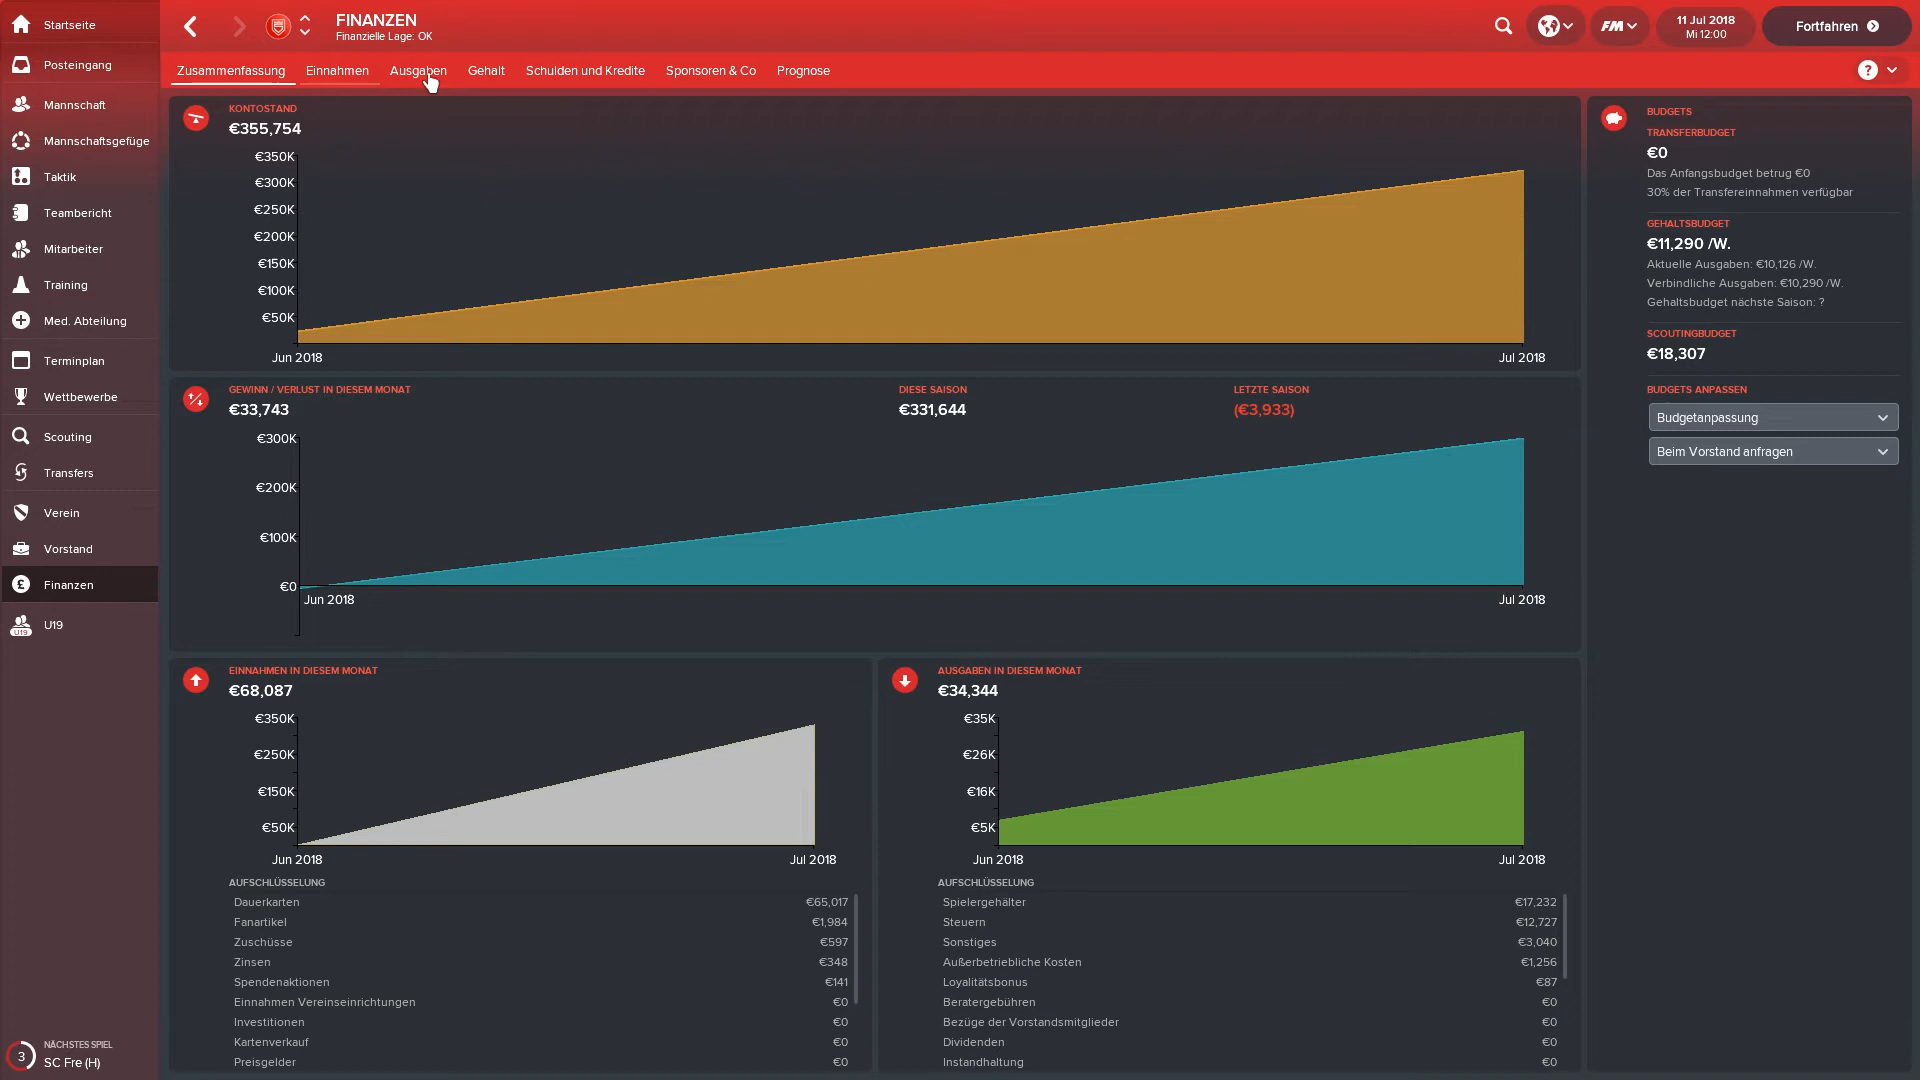 Startseite
Posteingang
Mannschaft
Mannschaftsgefüge
Taktik
Teambericht
Mitarbeiter
Training
Med. Abteilung
Terminplan
Wettbewerbe
Scouting
Transfers
Verein
Vorstand
£
Finanzen
U19
U19
3
NÄCHSTES SPIEL
SC Fre (H)
FINANZEN
Finanzielle Lage: OK
FM
11 Jul 2018
Mi 12:00
Fortfahren
Zusammenfassung
Einnahmen
Ausgaben
Gehalt
Schulden und Kredite
Sponsoren & Co
Prognose
?
KONTOSTAND
€355,754
€350K
€300K
€250K
€200K
€150K
€100K
€50K
Jun 2018
Jul 2018
GEWINN / VERLUST IN DIESEM MONAT
€33,743
DIESE SAISON
€331,644
LETZTE SAISON
(€3,933)
€300K
€200K
€100K
€0
Jun 2018
Jul 2018
EINNAHMEN IN DIESEM MONAT
€68,087
€350K
€250K
€150K
€50K
Jun 2018
Jul 2018
AUFSCHLÜSSELUNG
Dauerkarten €65,017
Fanartikel €1,984
Zuschüsse €597
Zinsen €348
Spendenaktionen €141
Einnahmen Vereinseinrichtungen €0
Investitionen €0
Kartenverkauf €0
Preisgelder €0
AUSGABEN IN DIESEM MONAT
€34,344
€35K
€26K
€16K
€5K
Jun 2018
Jul 2018
AUFSCHLÜSSELUNG
Spielergehälter €17,232
Steuern €12,727
Sonstiges €3,040
Außerbetriebliche Kosten €1,256
Loyalitätsbonus €87
Beratergebühren €0
Bezüge der Vorstandsmitglieder €0
Dividenden €0
Instandhaltung €0
BUDGETS
TRANSFERBUDGET
€0
Das Anfangsbudget betrug €0
30% der Transfereinnahmen verfügbar
GEHALTSBUDGET
€11,290 /W.
Aktuelle Ausgaben: €10,126 /W.
Verbindliche Ausgaben: €10,290 /W.
Gehaltsbudget nächste Saison: ?
SCOUTINGBUDGET
€18,307
BUDGETS ANPASSEN
Budgetanpassung
Beim Vorstand anfragen